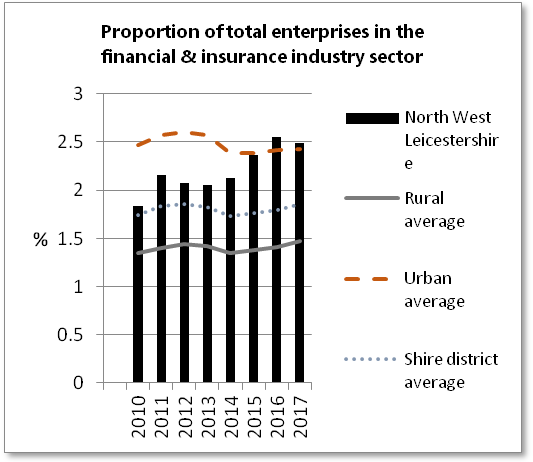 Proportion of total enterprises in the
financial & insurance industry sector
3
2.5
2
1.5
1
0.5
0
%
2010
2011
2012
2013
2014
2015
2016
2017
North West
Leicestershir
e
Rural
average
Urban
average
Shire district
average